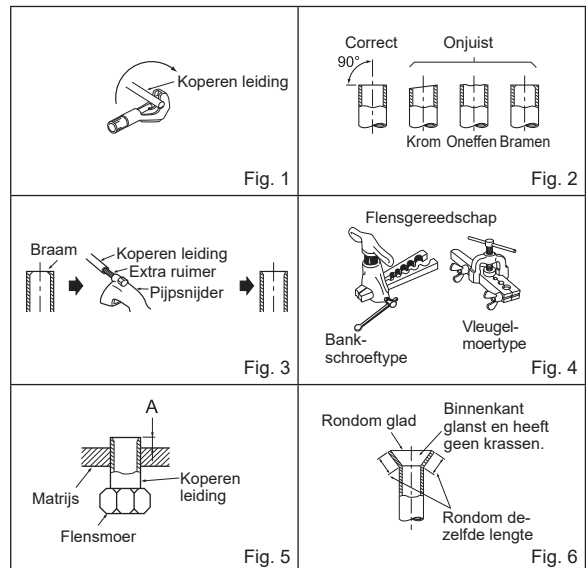 Koperen leiding
Fig. 1
Correct
Onjuist
90°
Krom Oneffen Bramen
Fig. 2
Braam
Koperen leiding
Extra ruimer
Pijpsnijder
Fig. 3
Flensgereedschap
Bank-
schroeftype
Vleugel-
moertype
Fig. 4
A
Matrijs
Koperen
leiding
Flensmoer
Fig. 5
Rondom glad
Binnenkant
glanst en heeft
geen krassen.
Rondom de-
zelfde lengte
Fig. 6